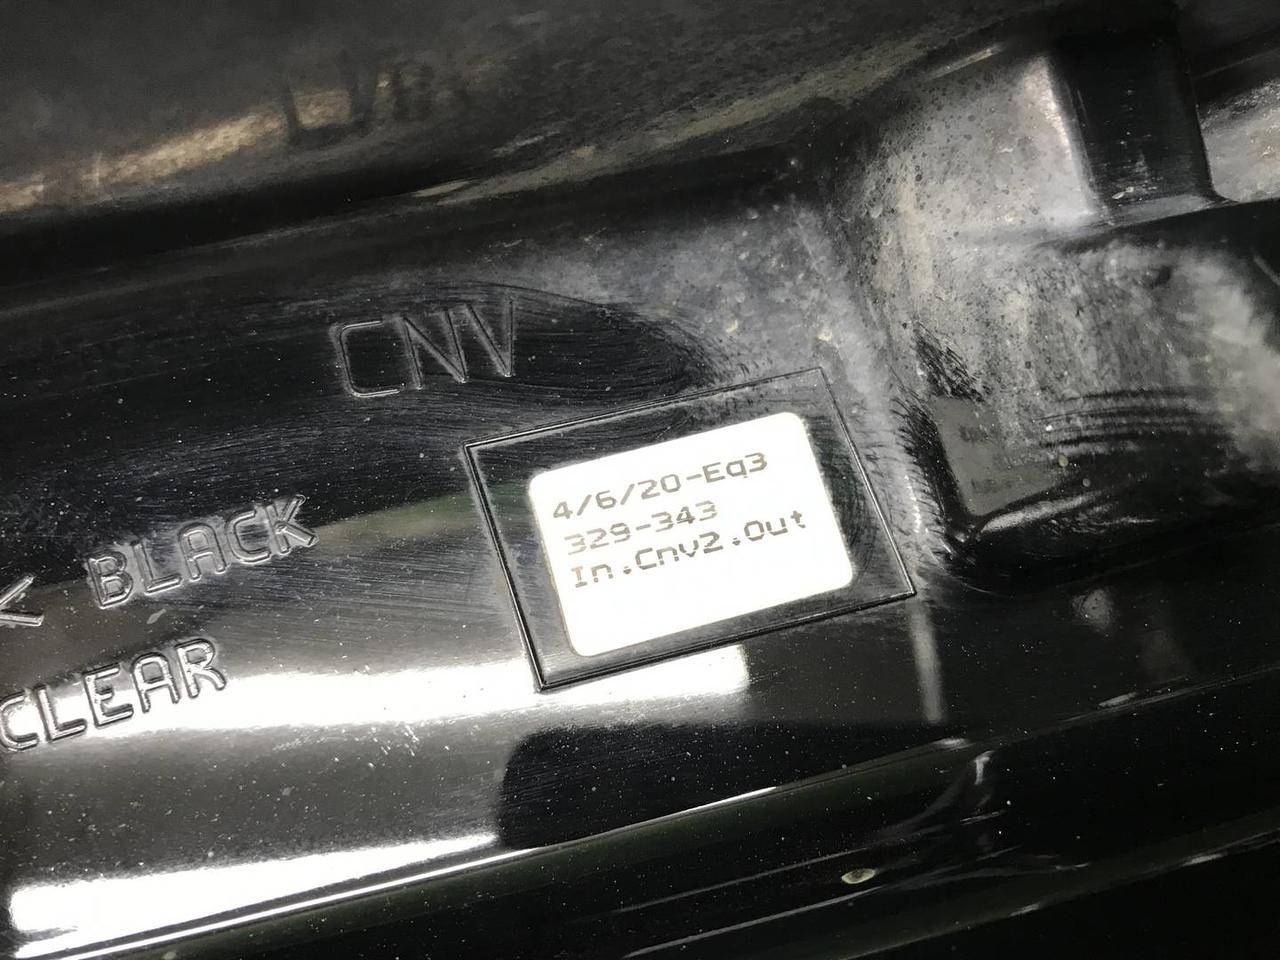 CNV
4/6/20-Eq3
329-343
In.Cnv2.Out
< BLACK
CLEAR